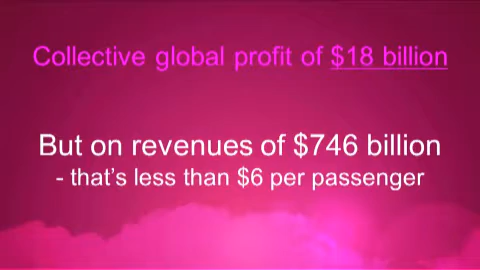 Collective global profit of $18 billion
But on revenues of $746 billion
- that's less than $6 per passenger